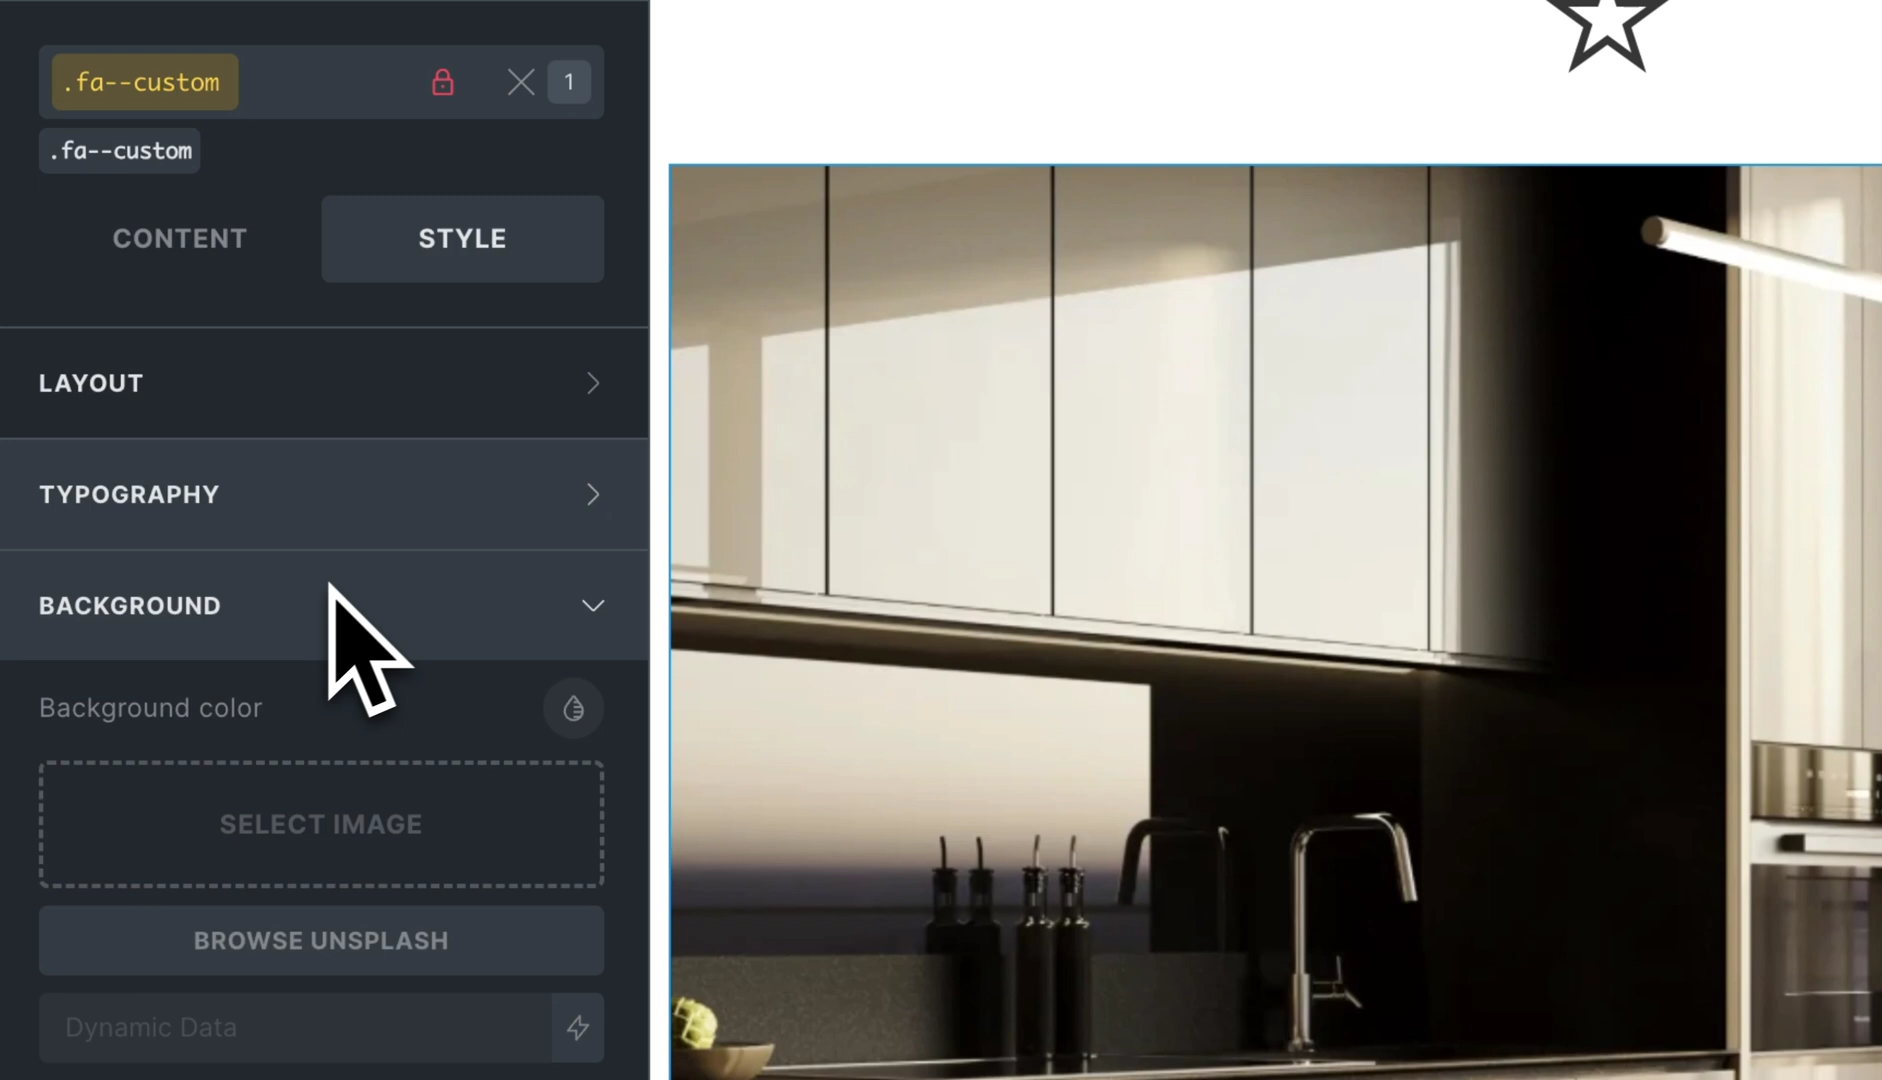 .fa--custom
1
.fa--custom
CONTENT
STYLE
LAYOUT
TYPOGRAPHY
BACKGROUND
Background color
SELECT IMAGE
BROWSE UNSPLASH
Dynamic Data